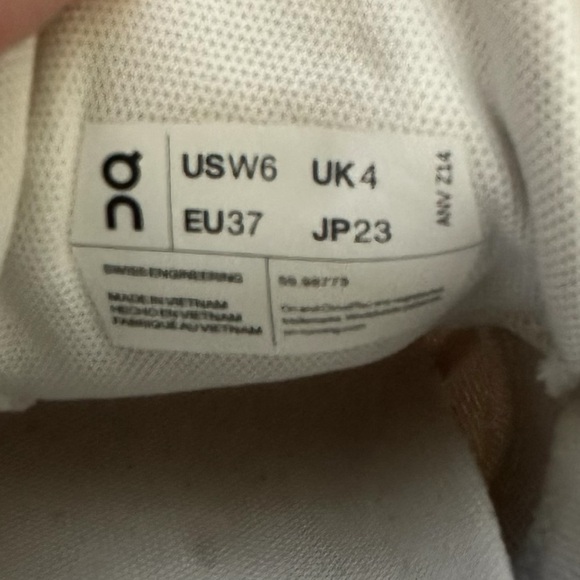 USW6 UK4
EU37 JP23
ANV Z14
SWISS ENGINEERING
MADE IN VIETNAM
HECHO EN VIETNAM
FABRIQUÉ AU VIETNAM